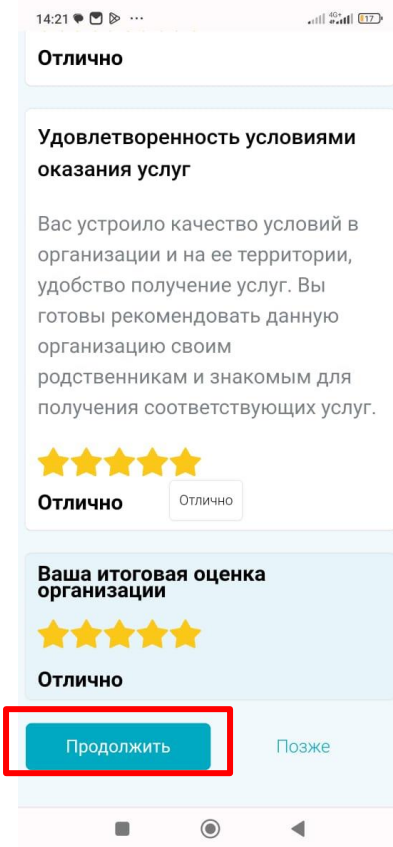 14:21
4G+
17
Отлично
Удовлетворенность условиями
оказания услуг
Вас устроило качество условий в
организации и на ее территории,
удобство получение услуг. Вы
готовы рекомендовать данную
организацию своим
родственникам и знакомым для
получения соответствующих услуг.
Отлично
Отлично
Ваша итоговая оценка
организации
Отлично
Продолжить
Позже